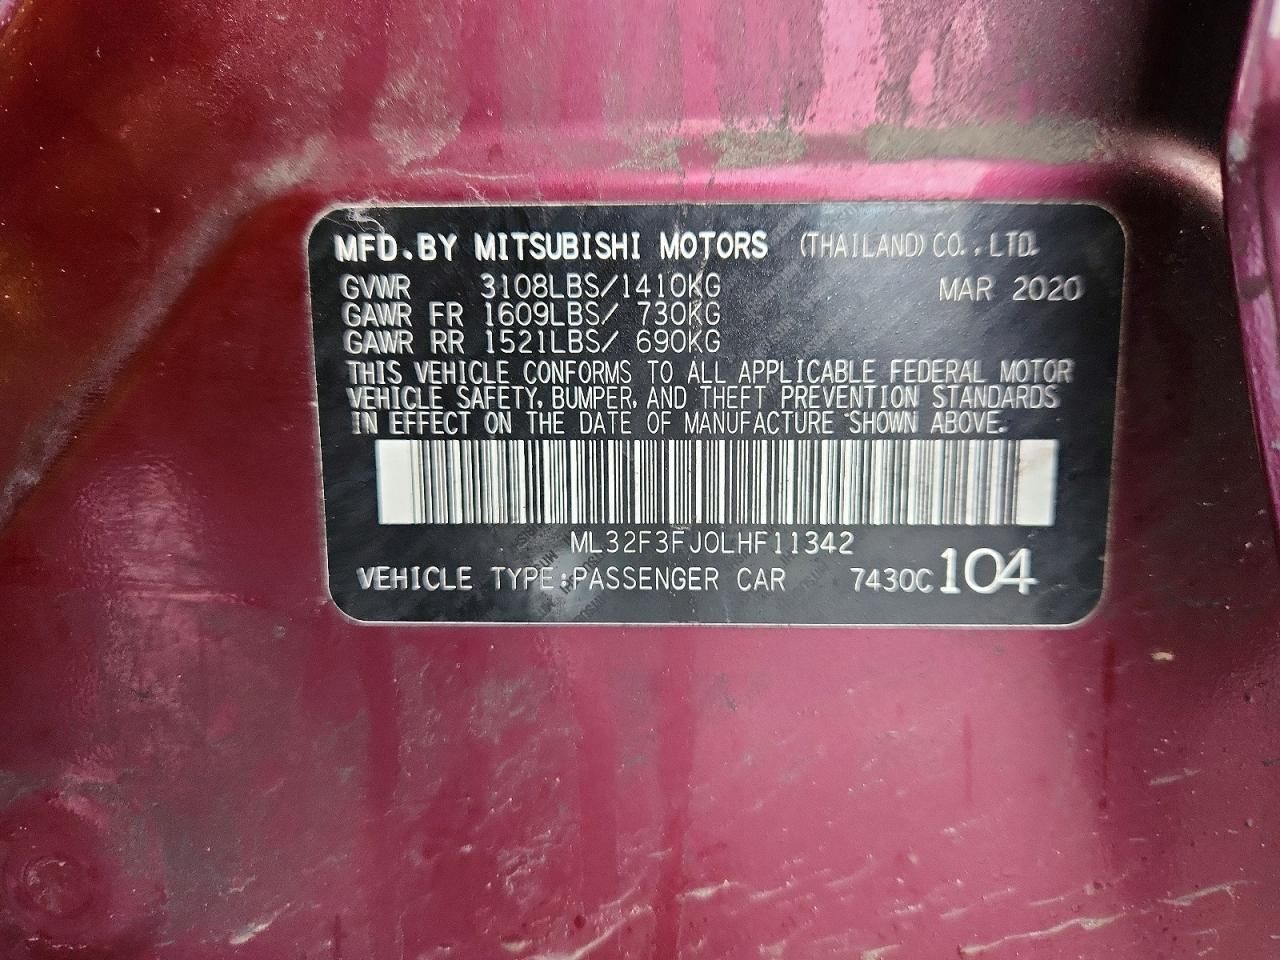 MFD.BY MITSUBISHI MOTORS (THAILAND) CO., LTD.
GVWR 3108LBS/1410KG MAR 2020
GAWR FR 1609LBS/ 730KG
GAWR RR 1521LBS/ 690KG
THIS VEHICLE CONFORMS TO ALL APPLICABLE FEDERAL MOTOR
VEHICLE SAFETY, BUMPER, AND THEFT PREVENTION STANDARDS
IN EFFECT ON THE DATE OF MANUFACTURE SHOWN ABOVE.
ML32F3FJ0LHF11342
VEHICLE TYPE:PASSENGER CAR 7430C 104